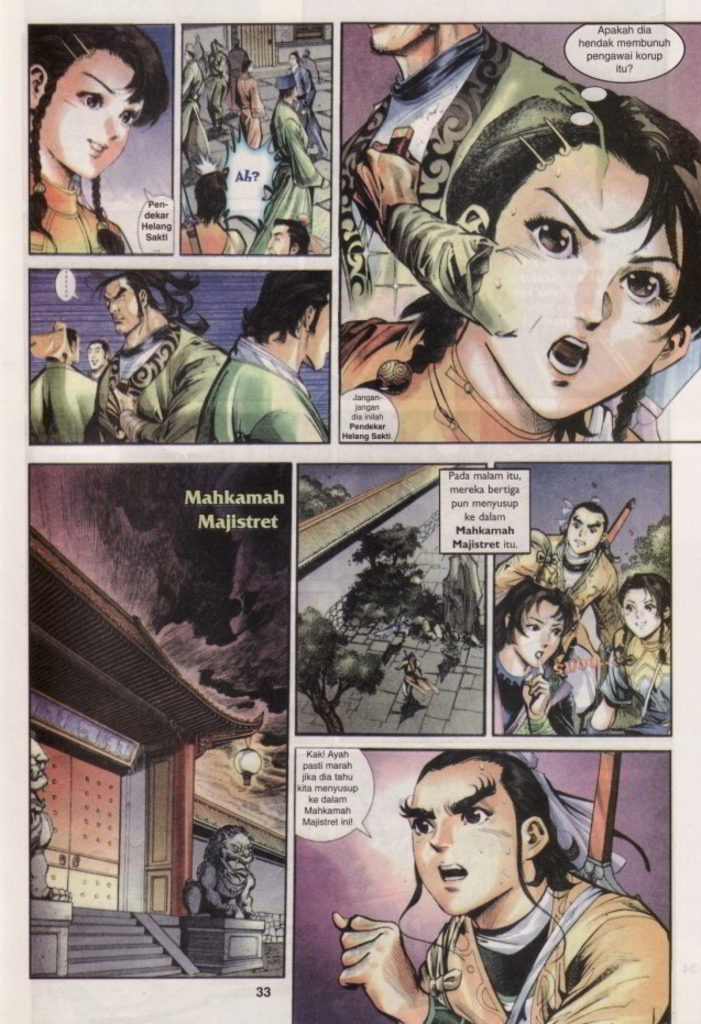 Pen-
dekar
Helang
Sakti
Ah?
Apakah dia
hendak membunuh
pengawai korup
itu?
......
Jangan-
jangan
dia inilah
Pendekar
Helang Sakti.
Mahkamah
Majistret
Pada malam itu,
mereka bertiga
pun menyusup
ke dalam
Mahkamah
Majistret itu.
Kak! Ayah
pasti marah
jika dia tahu
kita menyusup
ke dalam
Mahkamah
Majistret ini!
33